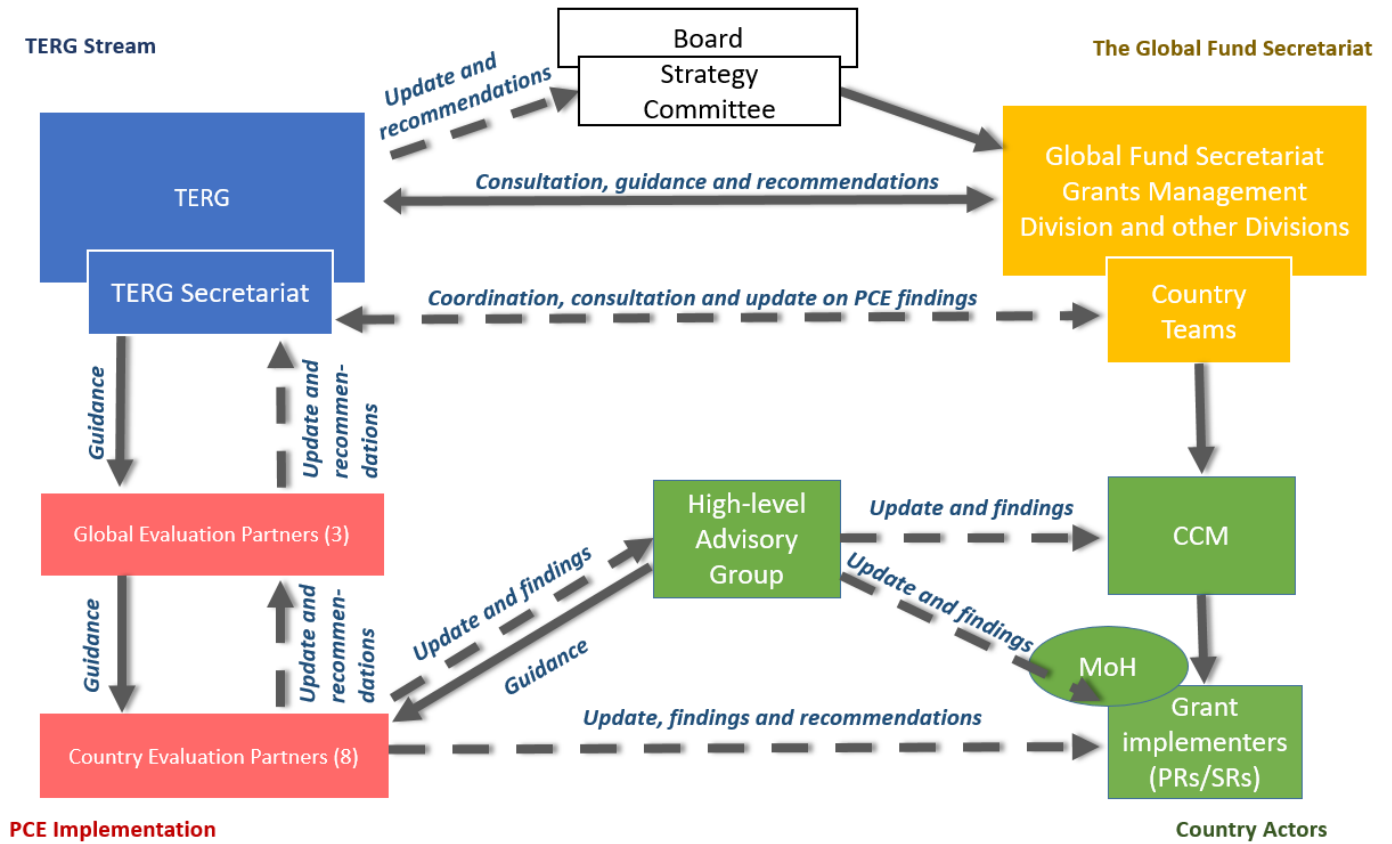 TERG Stream
Board
Strategy
Committee
The Global Fund Secretariat
Update and
recommendations
TERG
Consultation, guidance and recommendations
Global Fund Secretariat
Grants Management
Division and other Divisions
TERG Secretariat
Coordination, consultation and update on PCE findings
Country
Teams
Guidance
Update and
recommen-
dations
Global Evaluation Partners (3)
High-level
Advisory
Group
Update and findings
CCM
Guidance
Update and
recommen-
dations
Update and findings
Guidance
Update and findings
MoH
Country Evaluation Partners (8)
Update, findings and recommendations
Grant
implementers
(PRs/SRs)
PCE Implementation
Country Actors